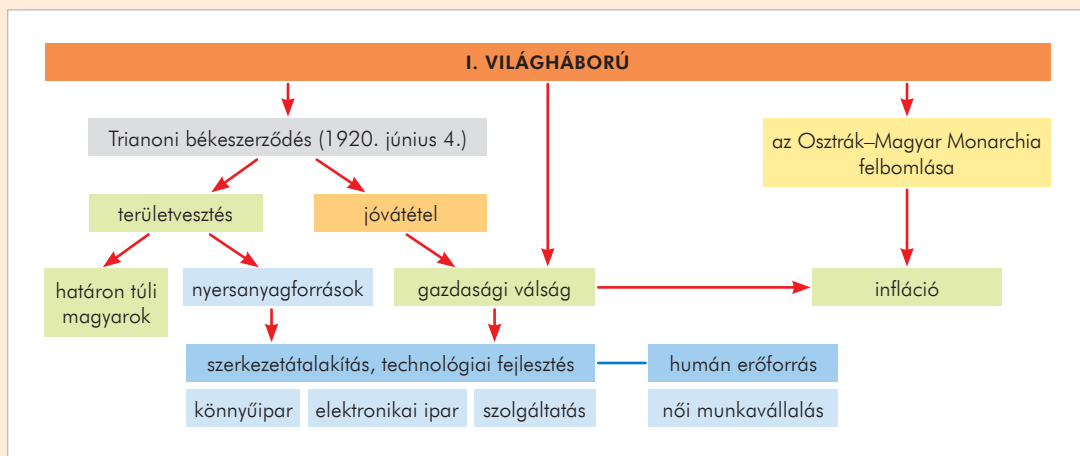 I. VILÁGHÁBORÚ
Trianoni békeszerződés (1920. június 4.)
az Osztrák–Magyar Monarchia
felbomlása
területvesztés
jóvátétel
határon túli
magyarok
nyersanyagforrások
gazdasági válság
infláció
szerkezetátalakítás, technológiai fejlesztés
humán erőforrás
könnyűipar
elektronikai ipar
szolgáltatás
női munkavállalás